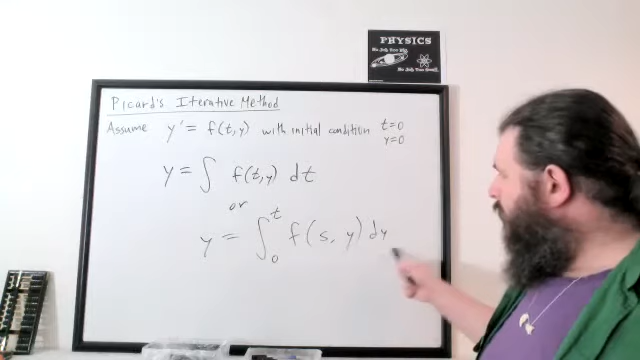 PHYSICS
Picard's Iterative Method
Assume y' = f(t,y) with initial condition t=0
y=0
y = ∫ f(t,y) dt
or
y = ∫₀ᵗ f(s, y) dy